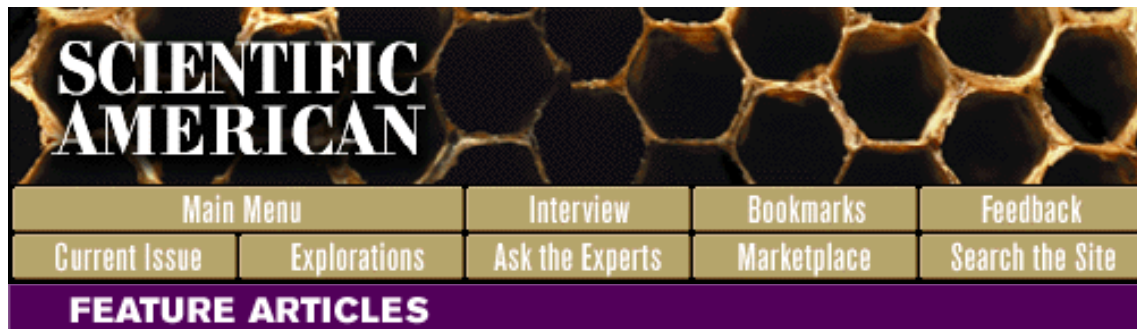 SCIENTIFIC
AMERICAN
Main Menu Interview Bookmarks Feedback
Current Issue Explorations Ask the Experts Marketplace Search the Site
FEATURE ARTICLES